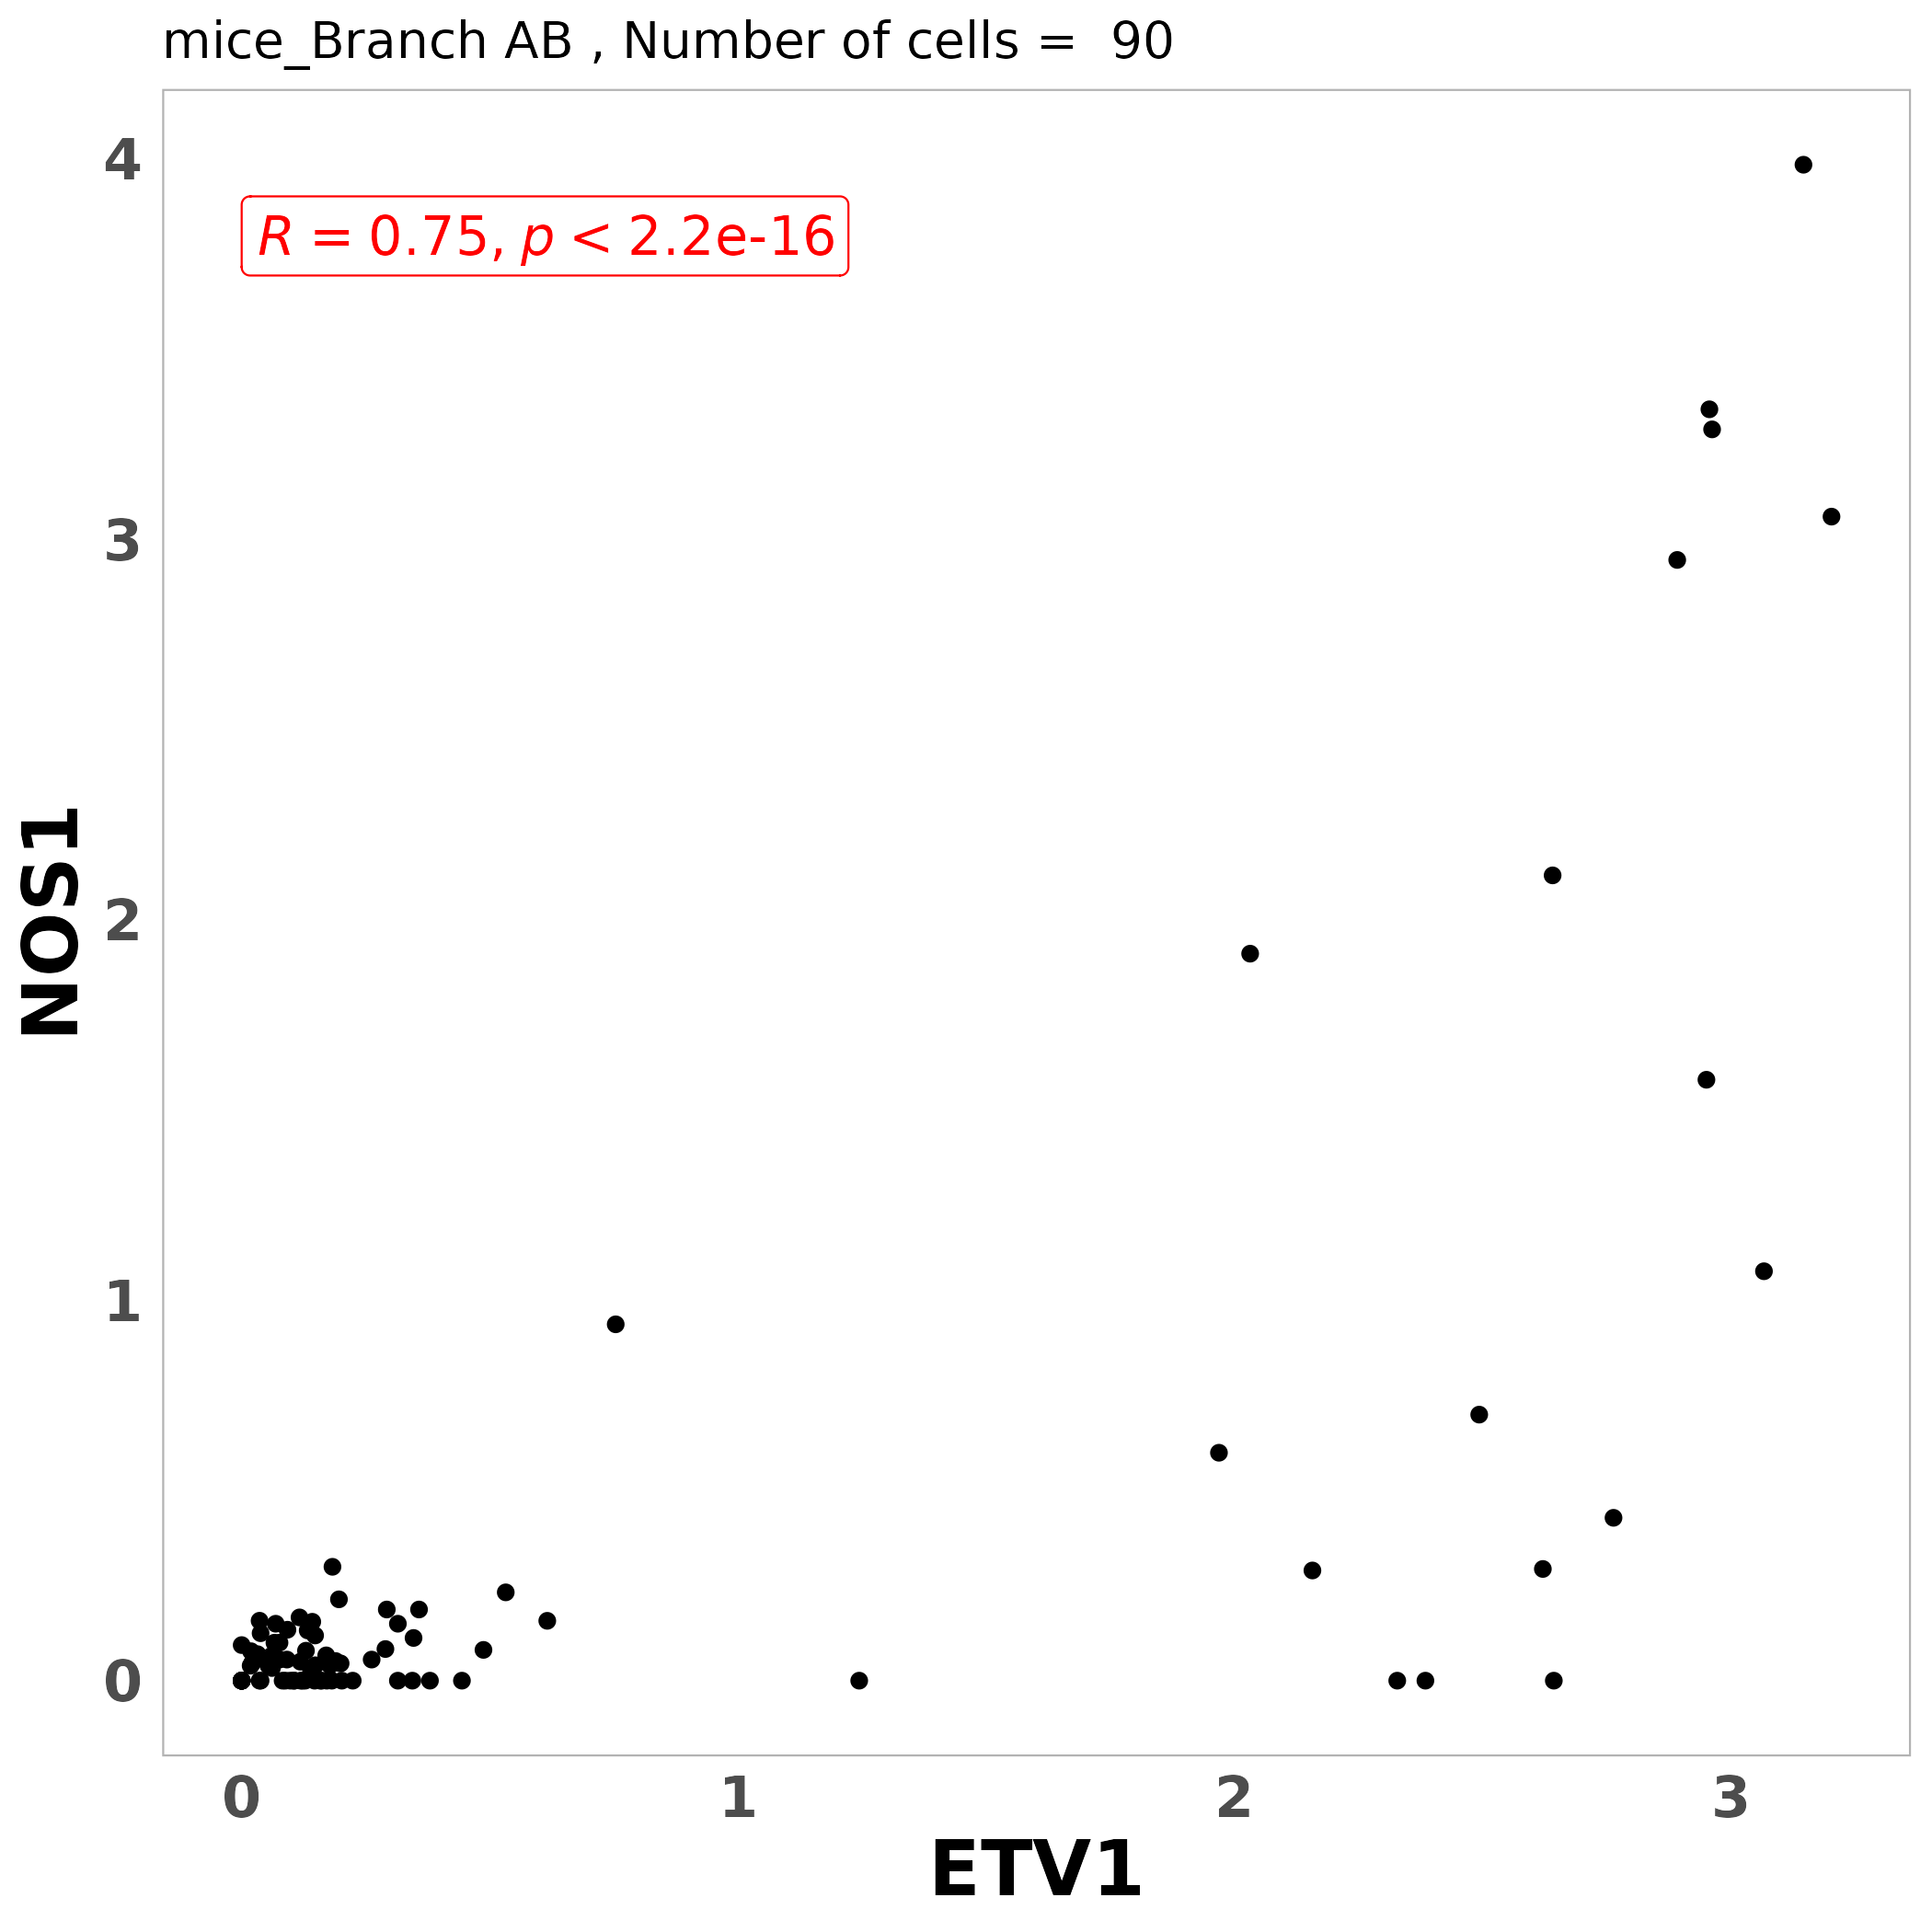 mice_Branch AB , Number of cells =  90
4
R = 0.75, p < 2.2e-16
3
2
1
0
NOS1
0 1 2 3
ETV1